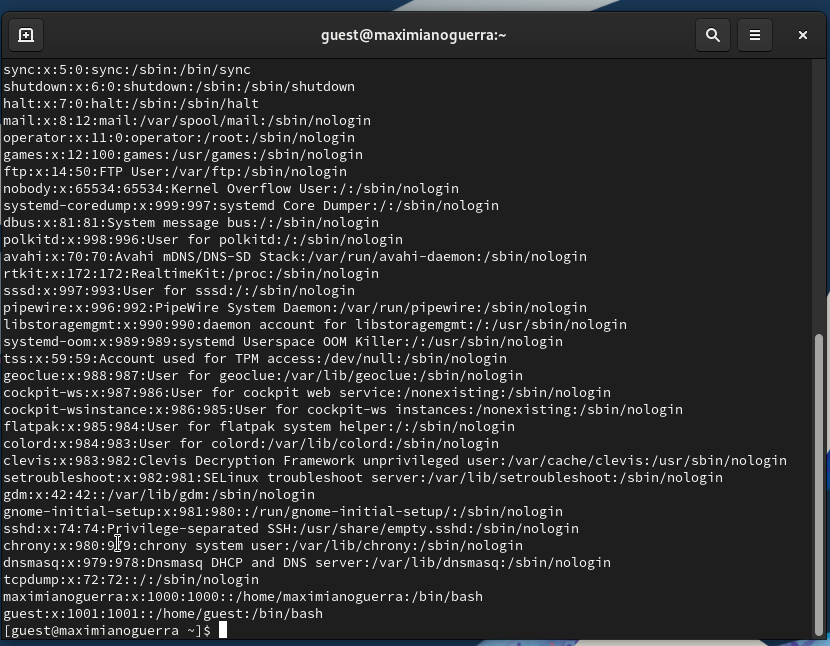 guest@maximianoguerra:~
sync:x:5:0:sync:/sbin:/bin/sync
shutdown:x:6:0:shutdown:/sbin:/sbin/shutdown
halt:x:7:0:halt:/sbin:/sbin/halt
mail:x:8:12:mail:/var/spool/mail:/sbin/nologin
operator:x:11:0:operator:/root:/sbin/nologin
games:x:12:100:games:/usr/games:/sbin/nologin
ftp:x:14:50:FTP User:/var/ftp:/sbin/nologin
nobody:x:65534:65534:Kernel Overflow User:/:/sbin/nologin
systemd-coredump:x:999:997:systemd Core Dumper:/:/sbin/nologin
dbus:x:81:81:System message bus:/:/sbin/nologin
polkitd:x:998:996:User for polkitd:/:/sbin/nologin
avahi:x:70:70:Avahi mDNS/DNS-SD Stack:/var/run/avahi-daemon:/sbin/nologin
rtkit:x:172:172:RealtimeKit:/proc:/sbin/nologin
sssd:x:997:993:User for sssd:/:/sbin/nologin
pipewire:x:996:992:PipeWire System Daemon:/var/run/pipewire:/sbin/nologin
libstoragemgmt:x:990:990:daemon account for libstoragemgmt:/:/usr/sbin/nologin
systemd-oom:x:989:989:systemd Userspace OOM Killer:/:/usr/sbin/nologin
tss:x:59:59:Account used for TPM access:/dev/null:/sbin/nologin
geoclue:x:988:987:User for geoclue:/var/lib/geoclue:/sbin/nologin
cockpit-ws:x:987:986:User for cockpit web service:/nonexisting:/sbin/nologin
cockpit-wsinstance:x:986:985:User for cockpit-ws instances:/nonexisting:/sbin/nologin
flatpak:x:985:984:User for flatpak system helper:/:/sbin/nologin
colord:x:984:983:User for colord:/var/lib/colord:/sbin/nologin
clevis:x:983:982:Clevis Decryption Framework unprivileged user:/var/cache/clevis:/usr/sbin/nologin
setroubleshoot:x:982:981:SELinux troubleshoot server:/var/lib/setroubleshoot:/sbin/nologin
gdm:x:42:42::/var/lib/gdm:/sbin/nologin
gnome-initial-setup:x:981:980::/run/gnome-initial-setup/:/sbin/nologin
sshd:x:74:74:Privilege-separated SSH:/usr/share/empty.sshd:/sbin/nologin
chrony:x:980:979:chrony system user:/var/lib/chrony:/sbin/nologin
dnsmasq:x:979:978:Dnsmasq DHCP and DNS server:/var/lib/dnsmasq:/sbin/nologin
tcpdump:x:72:72::/:/sbin/nologin
maximianoguerra:x:1000:1000::/home/maximianoguerra:/bin/bash
guest:x:1001:1001::/home/guest:/bin/bash
[guest@maximianoguerra ~]$